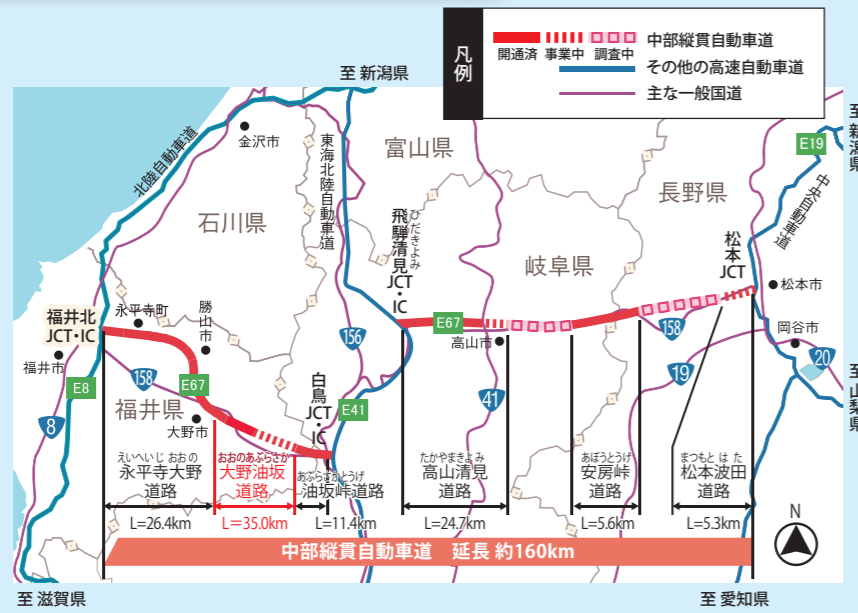 凡例
開通済
事業中
調査中
中部縦貫自動車道
その他の高速自動車道
主な一般国道
至 新潟県
至 新潟県
北陸自動車道
金沢市
東海北陸自動車道
富山県
石川県
E19
中央自動車道
長野県
ひだきよみ
飛騨清見
JCT・IC
岐阜県
松本
JCT
松本市
福井北
JCT・IC
永平寺町
勝山市
156
E67
高山市
158
岡谷市
福井市
158
E67
白鳥
JCT・IC
19
20
E8
8
福井県
大野市
E41
41
至 山梨県
えいへいじ おおの
永平寺大野
道路
おおのあぶらさか
大野油坂
道路
あぶらさかとうげ
油坂峠道路
たかやまきよみ
高山清見
道路
あぼうとうげ
安房峠
道路
まつもと は た
松本波田
道路
N
L=26.4km
L=35.0km
L=11.4km
L=24.7km
L=5.6km
L=5.3km
中部縦貫自動車道 延長 約160km
至 滋賀県
至 愛知県